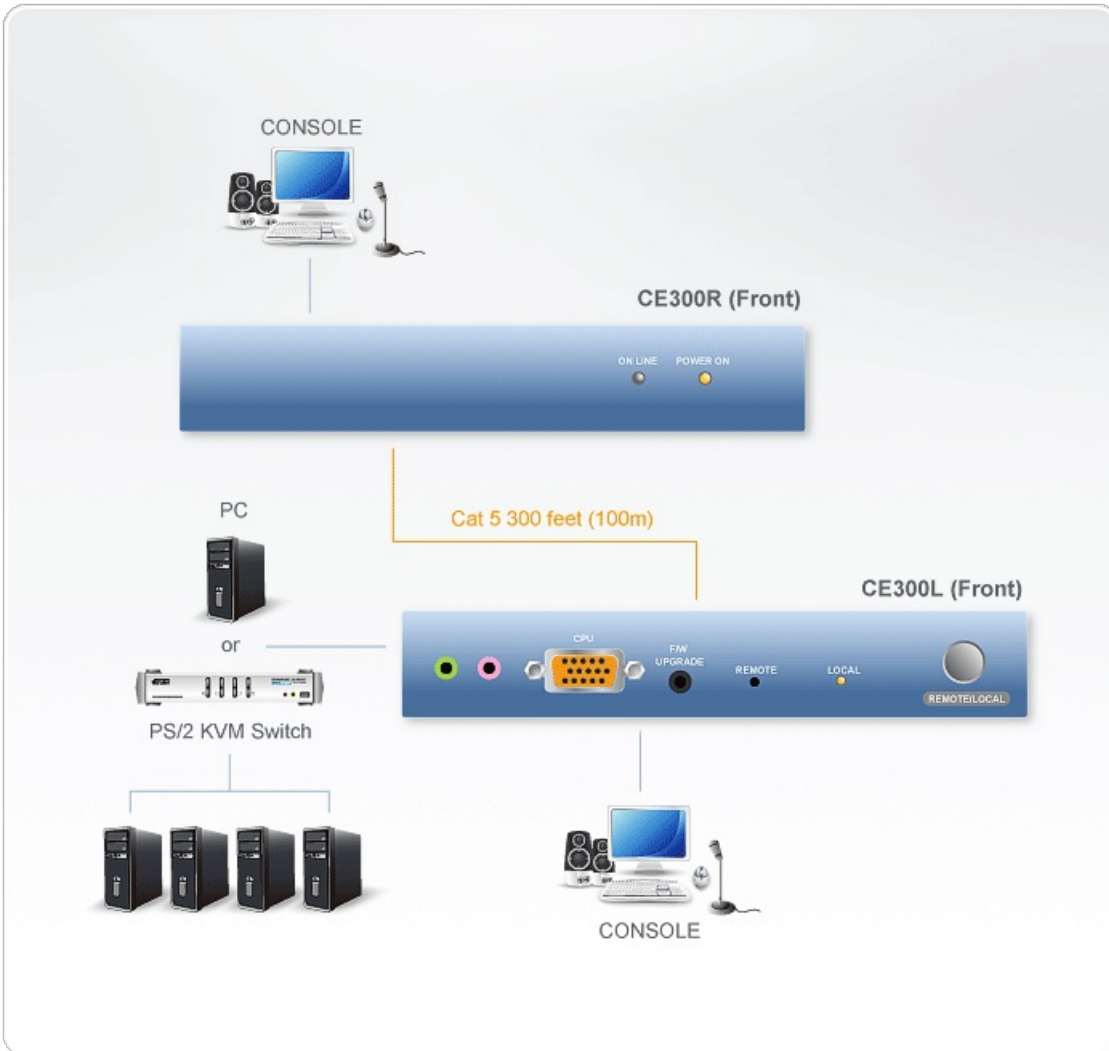 CONSOLE
CE300R (Front)
ON LINE
POWER ON
Cat 5 300 feet (100m)
PC
or
PS/2 KVM Switch
CE300L (Front)
CPU
F/W
UPGRADE
REMOTE
LOCAL
REMOTE/LOCAL
CONSOLE